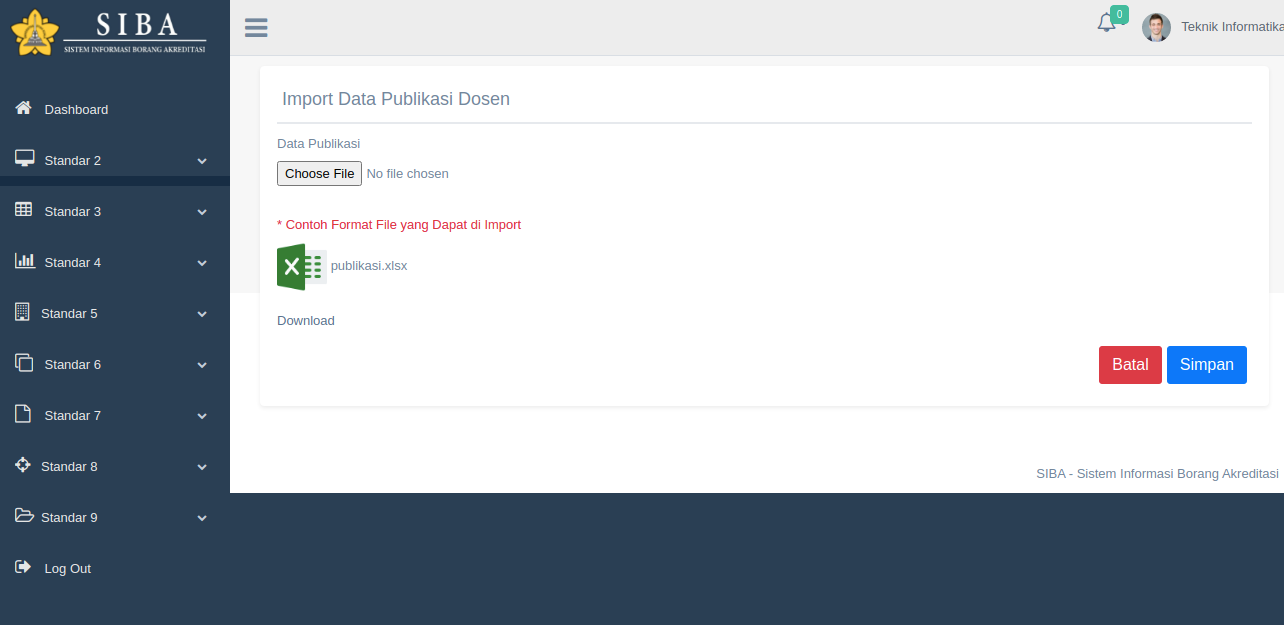 SIBA
SISTEM INFORMASI BORANG AKREDITASI
0
Teknik Informatika
Dashboard
Standar 2
Standar 3
Standar 4
Standar 5
Standar 6
Standar 7
Standar 8
Standar 9
Log Out
Import Data Publikasi Dosen
Data Publikasi
Choose File No file chosen
* Contoh Format File yang Dapat di Import
X publikasi.xlsx
Download
Batal Simpan
SIBA - Sistem Informasi Borang Akreditasi